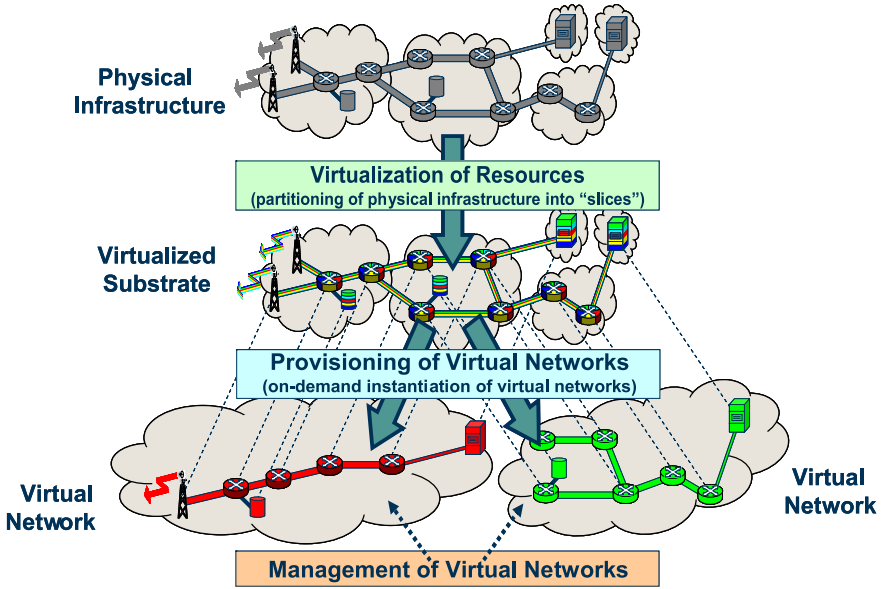 Physical
Infrastructure
Virtualization of Resources
(partitioning of physical infrastructure into “slices”)
Virtualized
Substrate
Provisioning of Virtual Networks
(on-demand instantiation of virtual networks)
Virtual
Network
Virtual
Network
Management of Virtual Networks